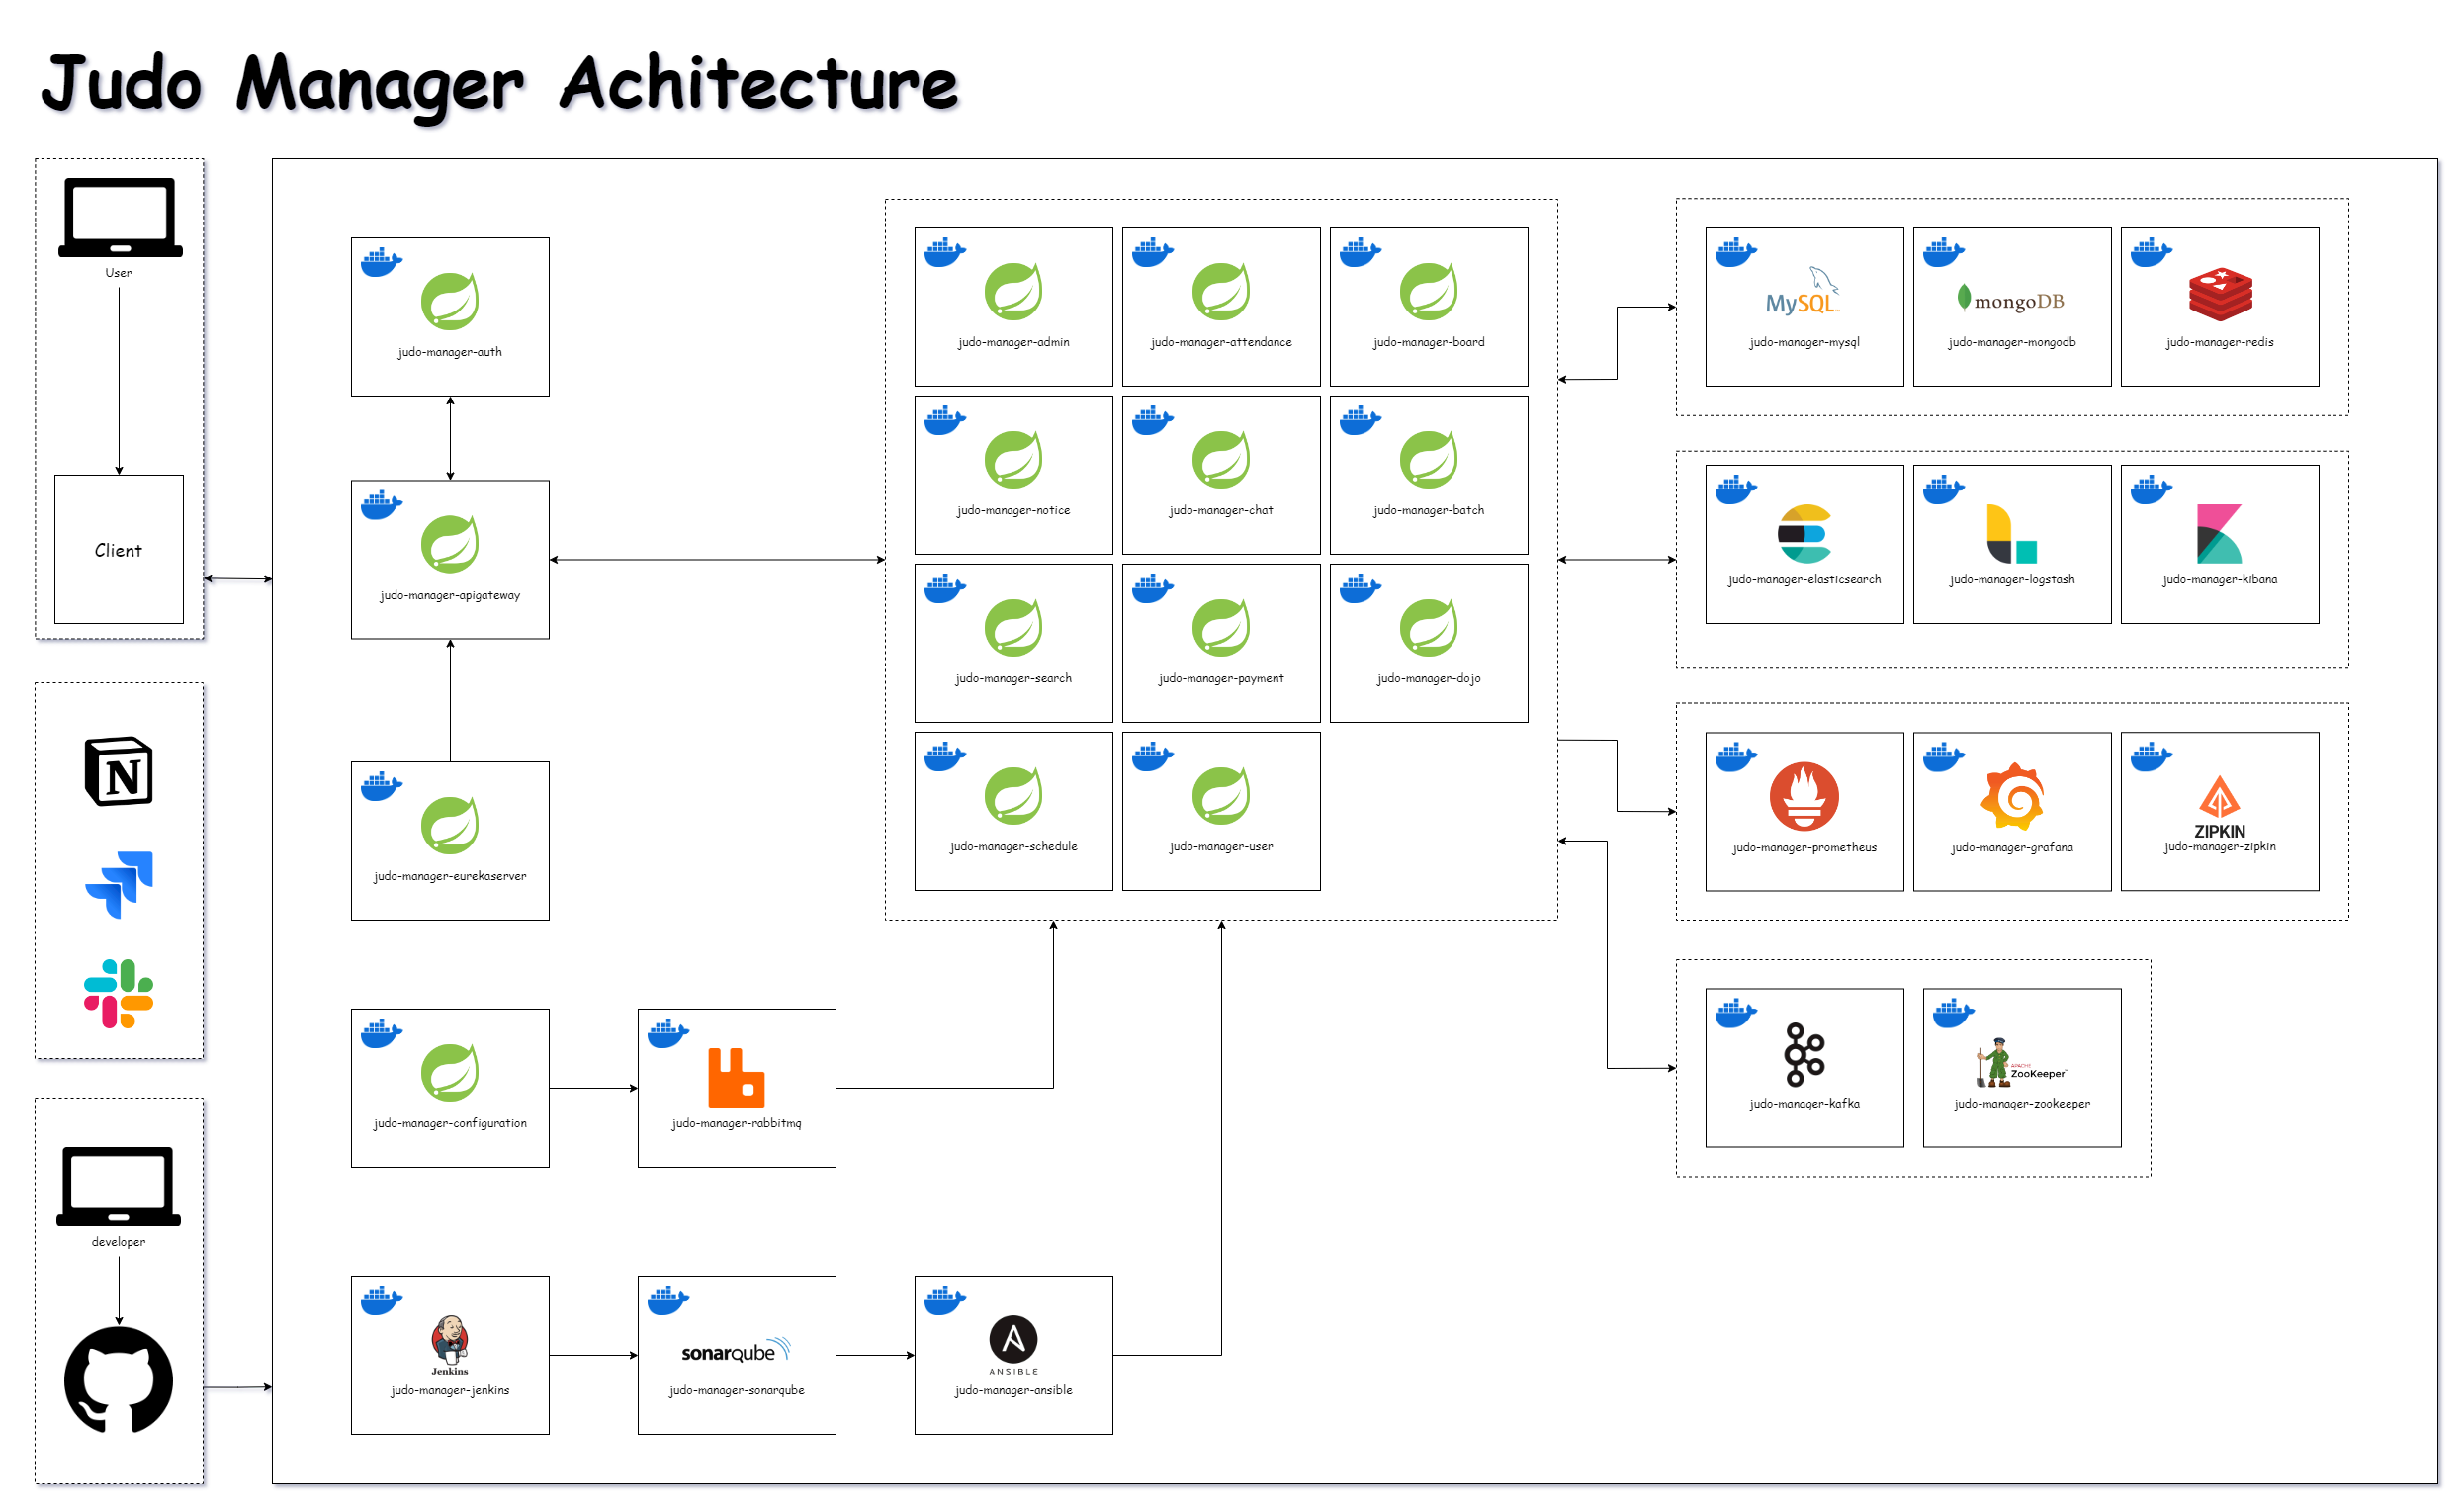 Judo Manager Achitecture
User
Client
N
developer
judo-manager-auth
judo-manager-apigateway
judo-manager-eurekaserver
judo-manager-configuration
judo-manager-rabbitmq
Jenkins
judo-manager-jenkins
sonarqube
judo-manager-sonarqube
ANSIBLE
judo-manager-ansible
judo-manager-admin
judo-manager-attendance
judo-manager-board
judo-manager-notice
judo-manager-chat
judo-manager-batch
judo-manager-search
judo-manager-payment
judo-manager-dojo
judo-manager-schedule
judo-manager-user
MySQL
judo-manager-mysql
mongoDB
judo-manager-mongodb
judo-manager-redis
judo-manager-elasticsearch
judo-manager-logstash
judo-manager-kibana
judo-manager-prometheus
judo-manager-grafana
ZIPKIN
judo-manager-zipkin
judo-manager-kafka
APACHE
ZooKeeper™
judo-manager-zookeeper